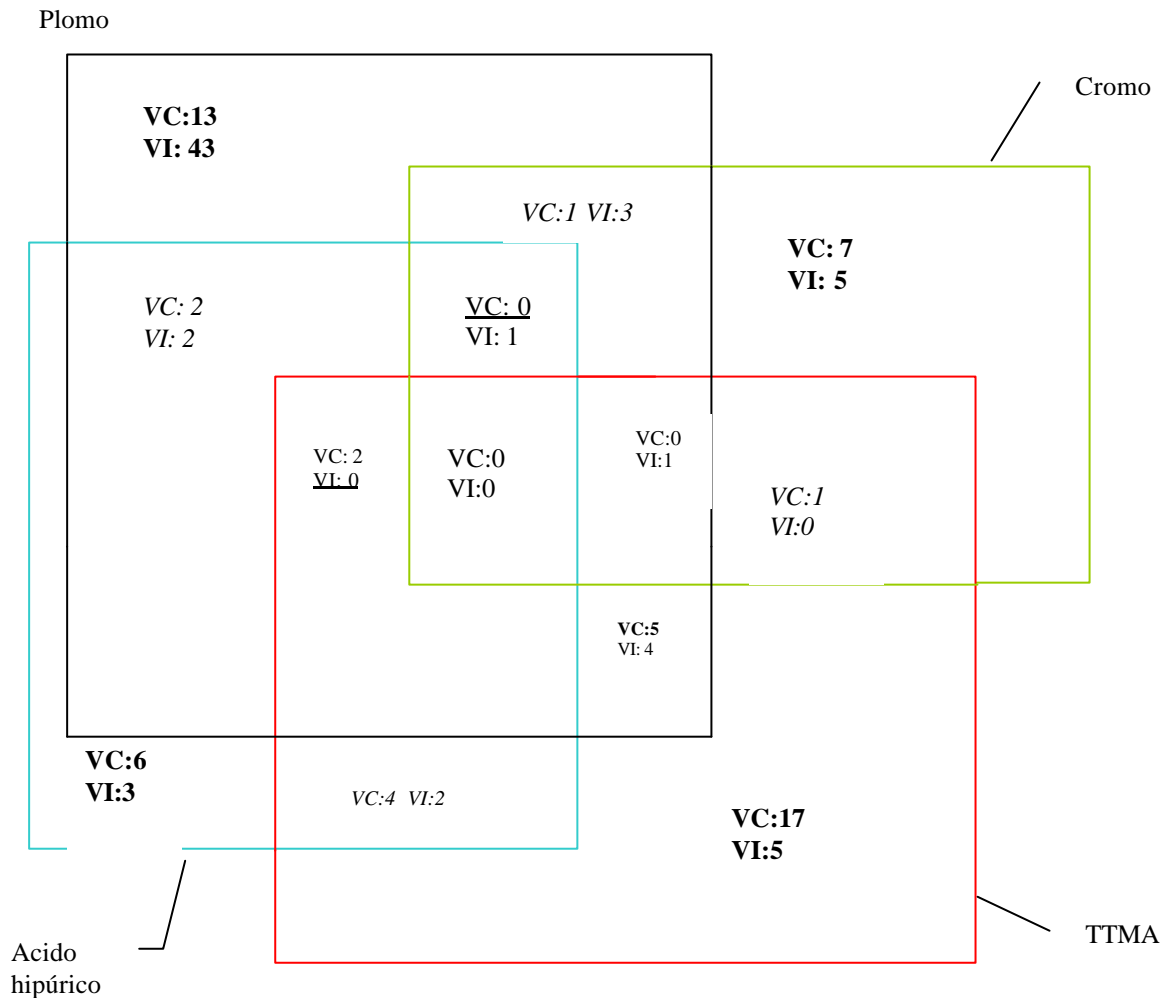 Plomo
Cromo
VC:13
VI: 43
VC:1 VI:3
VC: 7
VI: 5
VC: 2
VI: 2
VC: 0
VI: 1
VC: 2
VI: 0
VC:0
VI:0
VC:0
VI:1
VC:1
VI:0
VC:5
VI: 4
VC:6
VI:3
VC:4 VI:2
VC:17
VI:5
TTMA
Acido
hipúrico